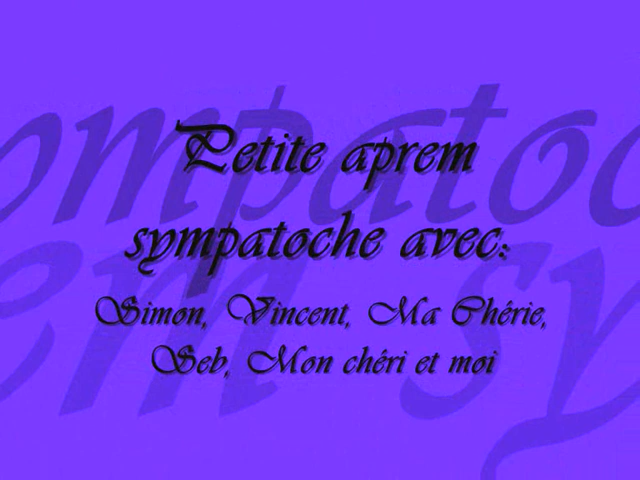 Petite aprem
sympatoche avec:
Simon, Vincent, Ma Chérie,
Seb, Mon chéri et moi